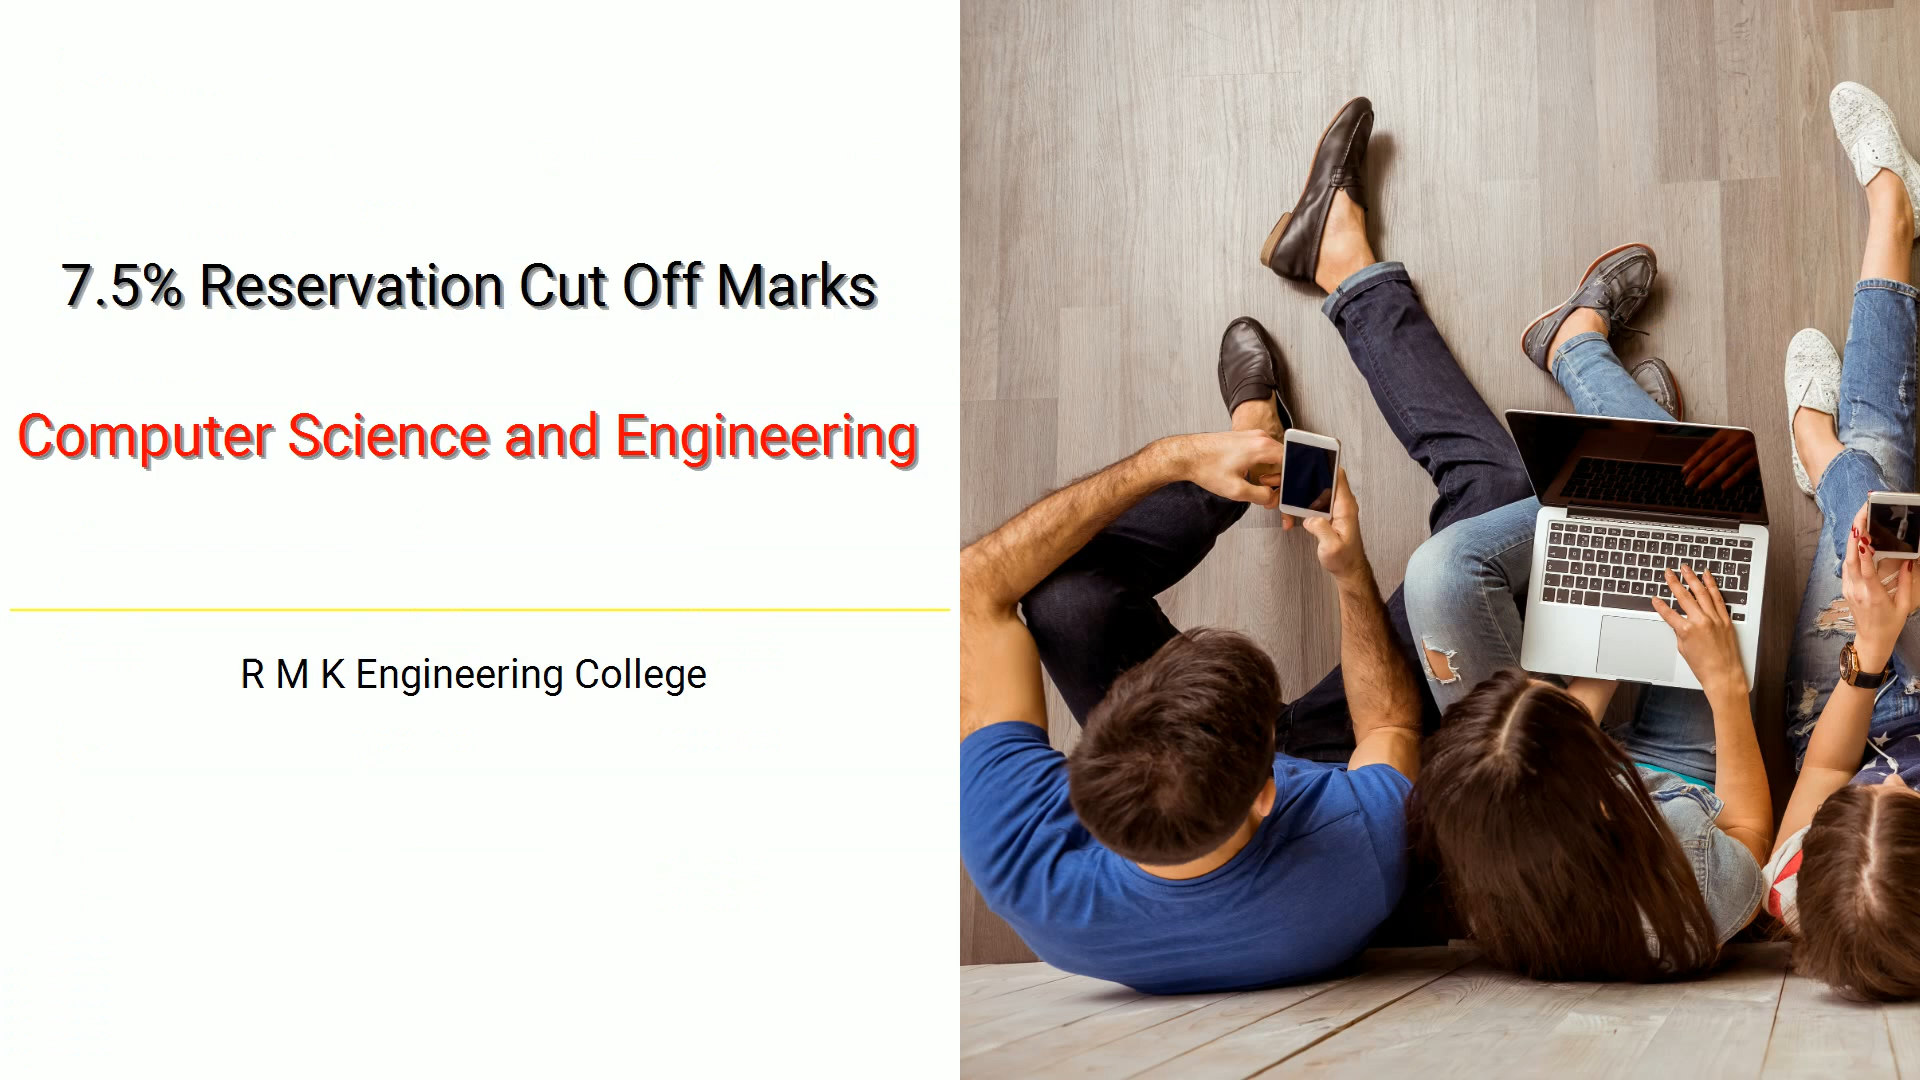 7.5% Reservation Cut Off Marks
Computer Science and Engineering
R M K Engineering College